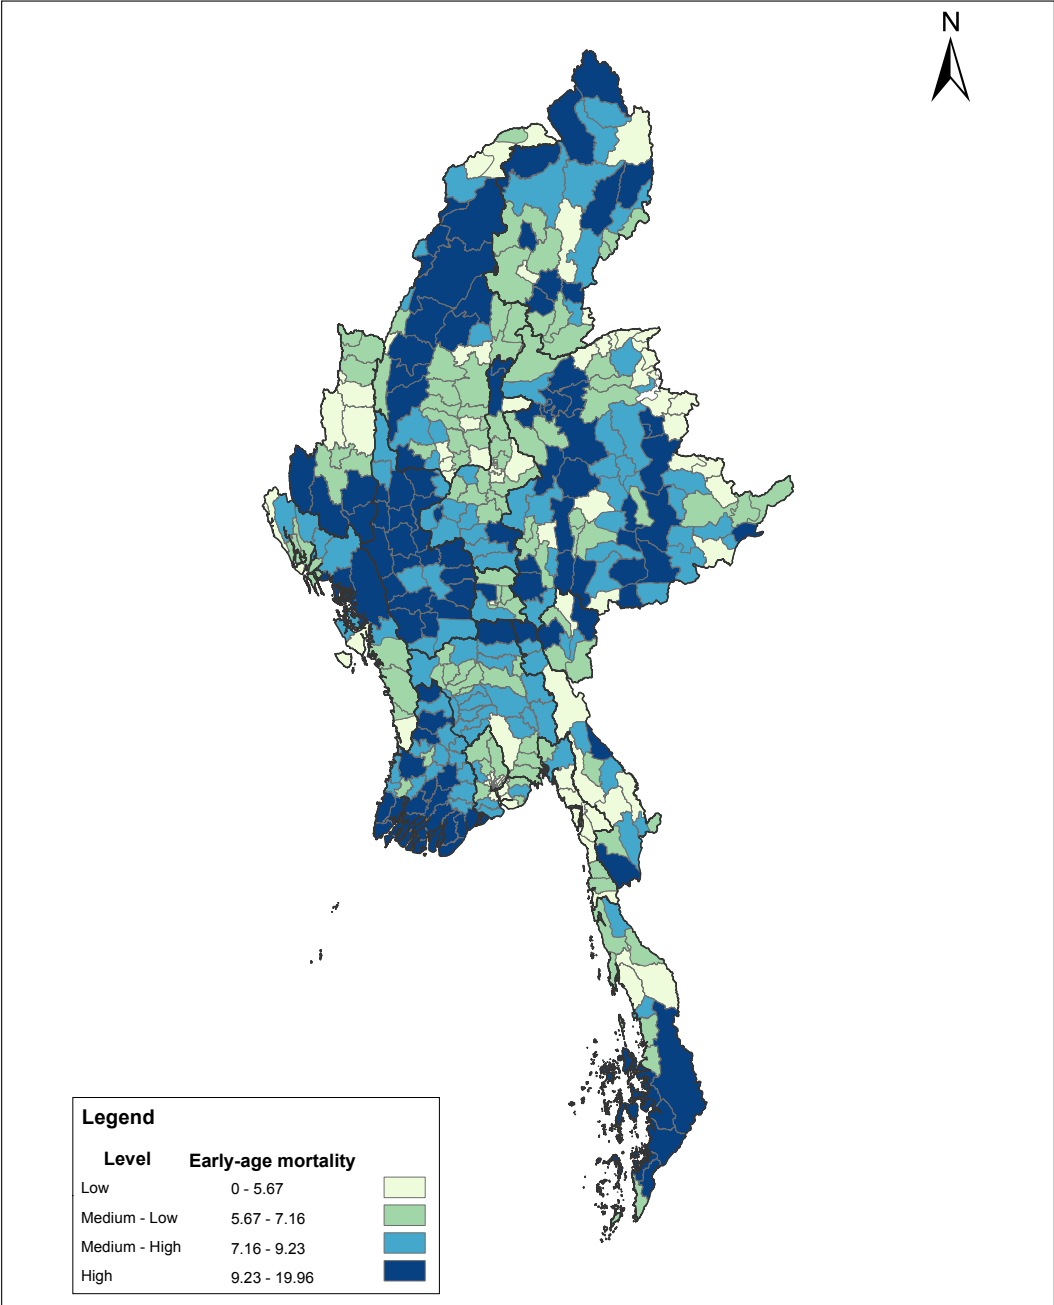 N
Legend
Level Early-age mortality
Low 0 - 5.67
Medium - Low 5.67 - 7.16
Medium - High 7.16 - 9.23
High 9.23 - 19.96